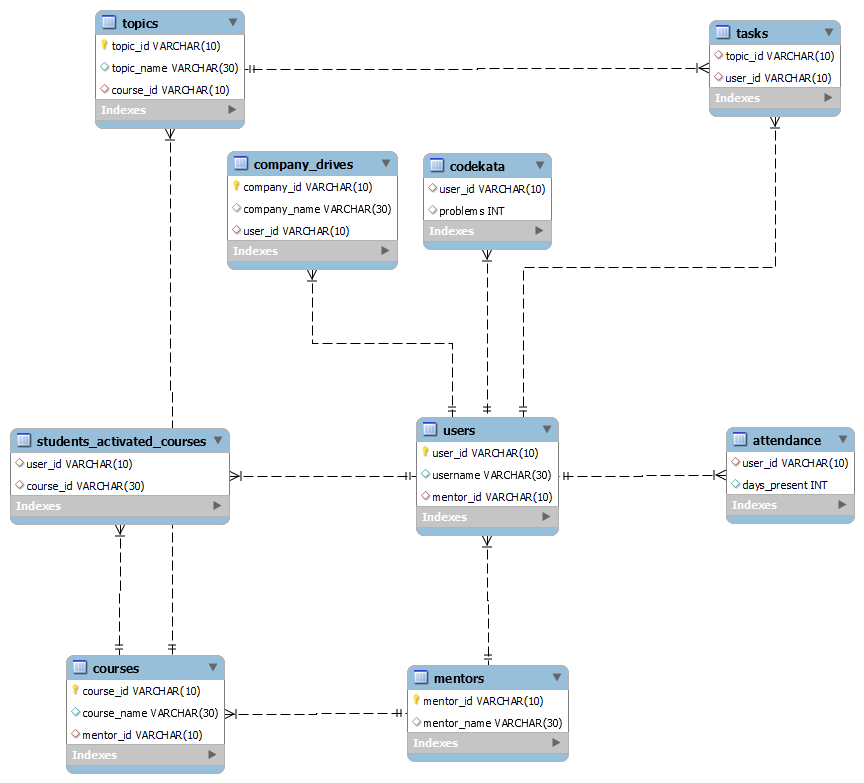 topics
topic_id VARCHAR(10)
topic_name VARCHAR(30)
course_id VARCHAR(10)
Indexes
tasks
topic_id VARCHAR(10)
user_id VARCHAR(10)
Indexes
company_drives
company_id VARCHAR(10)
company_name VARCHAR(30)
user_id VARCHAR(10)
Indexes
codekata
user_id VARCHAR(10)
problems INT
Indexes
students_activated_courses
user_id VARCHAR(10)
course_id VARCHAR(30)
Indexes
users
user_id VARCHAR(10)
username VARCHAR(30)
mentor_id VARCHAR(10)
Indexes
attendance
user_id VARCHAR(10)
days_present INT
Indexes
courses
course_id VARCHAR(10)
course_name VARCHAR(30)
mentor_id VARCHAR(10)
Indexes
mentors
mentor_id VARCHAR(10)
mentor_name VARCHAR(30)
Indexes